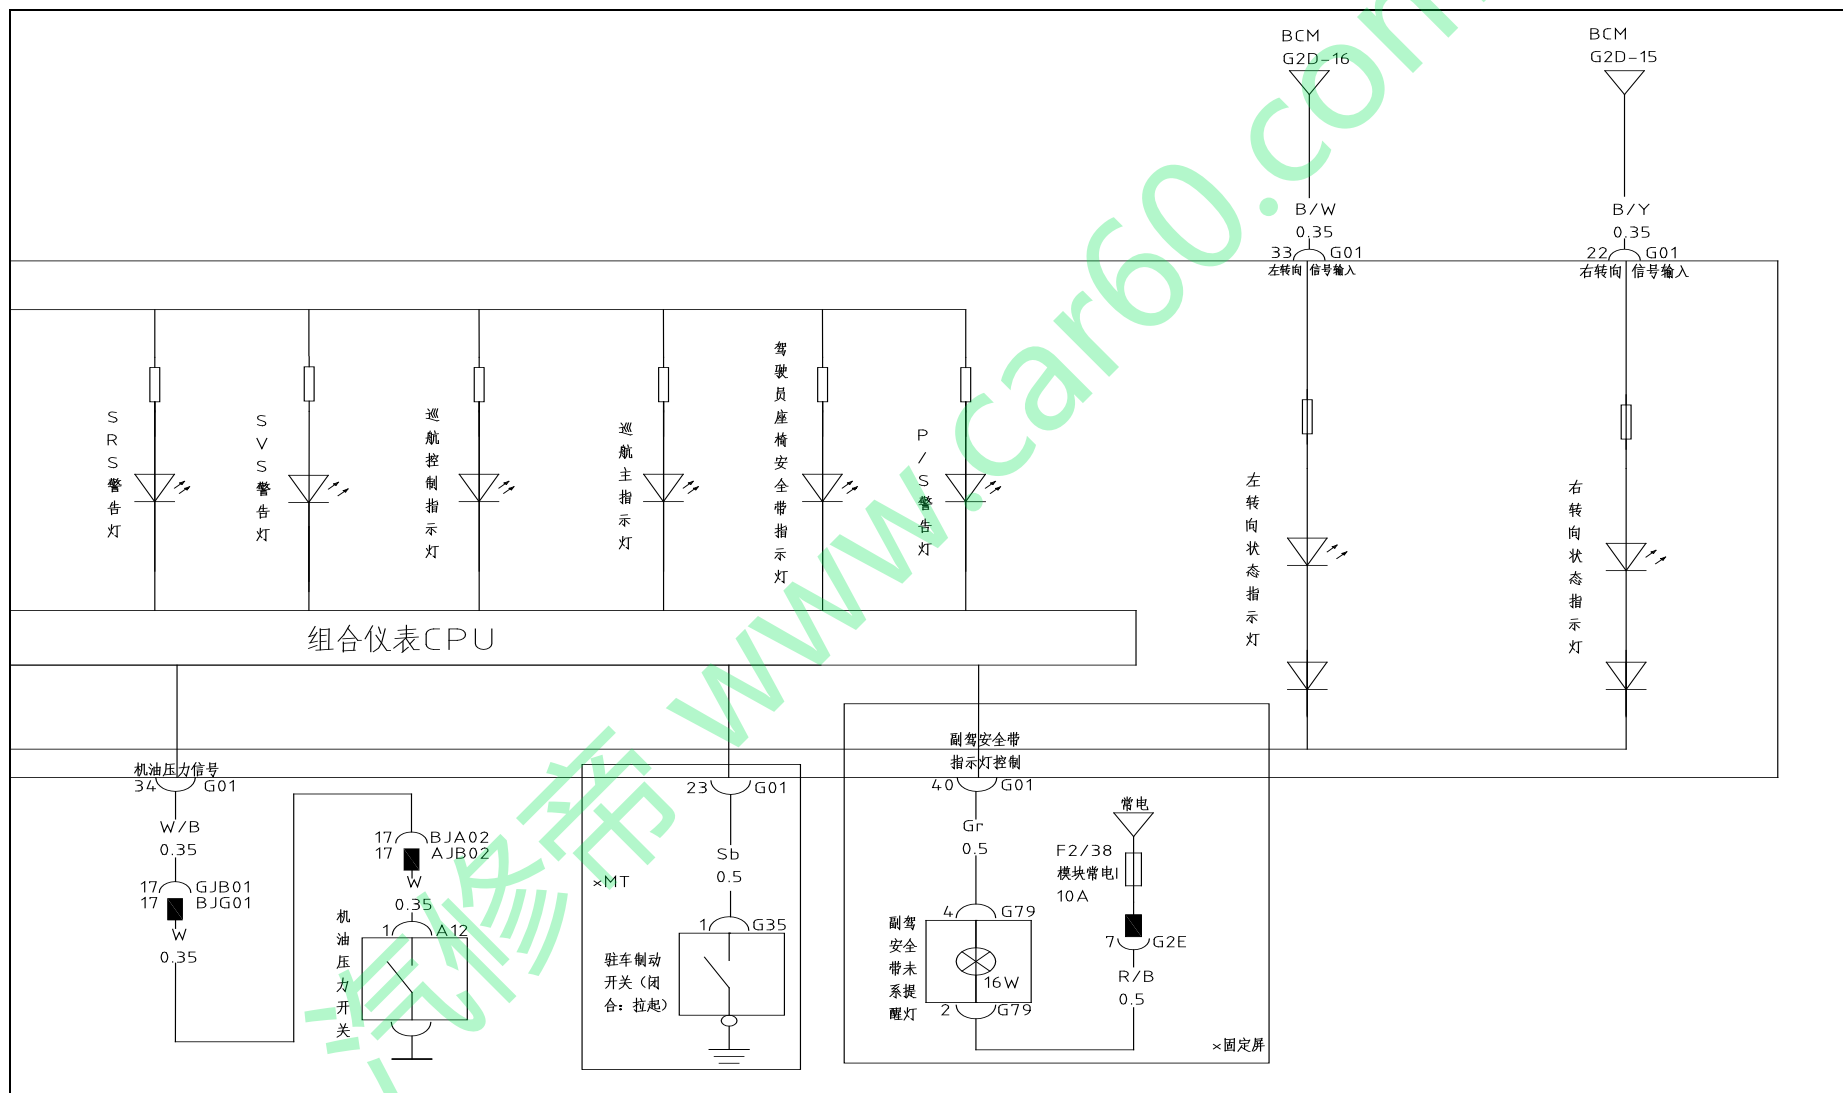 BCM
G2D-16
BCM
G2D-15
B/W
0.35
B/Y
0.35
33 G01
左转向 信号输入
22 G01
右转向 信号输入
SRS警告灯
SVS警告灯
巡航控制指示灯
巡航主指示灯
驾驶员座椅安全带指示灯
P/S警告灯
左转向状态指示灯
右转向状态指示灯
组合仪表CPU
机油压力信号
34 G01
W/B
0.35
17 GJB01
17 BJG01
W
0.35
17 BJA02
17 AJB02
W
0.35
1 A12
机油压力开关
23 G01
Sb
0.5
×MT
1 G35
驻车制动
开关（闭
合：拉起）
副驾安全带
指示灯控制
40 G01
Gr
0.5
4 G79
副驾
安全
带未
系提
醒灯
16W
2 G79
常电
F2/38
模块常电1
10A
7 G2E
R/B
0.5
×固定屏
汽修帝 www.car60.com